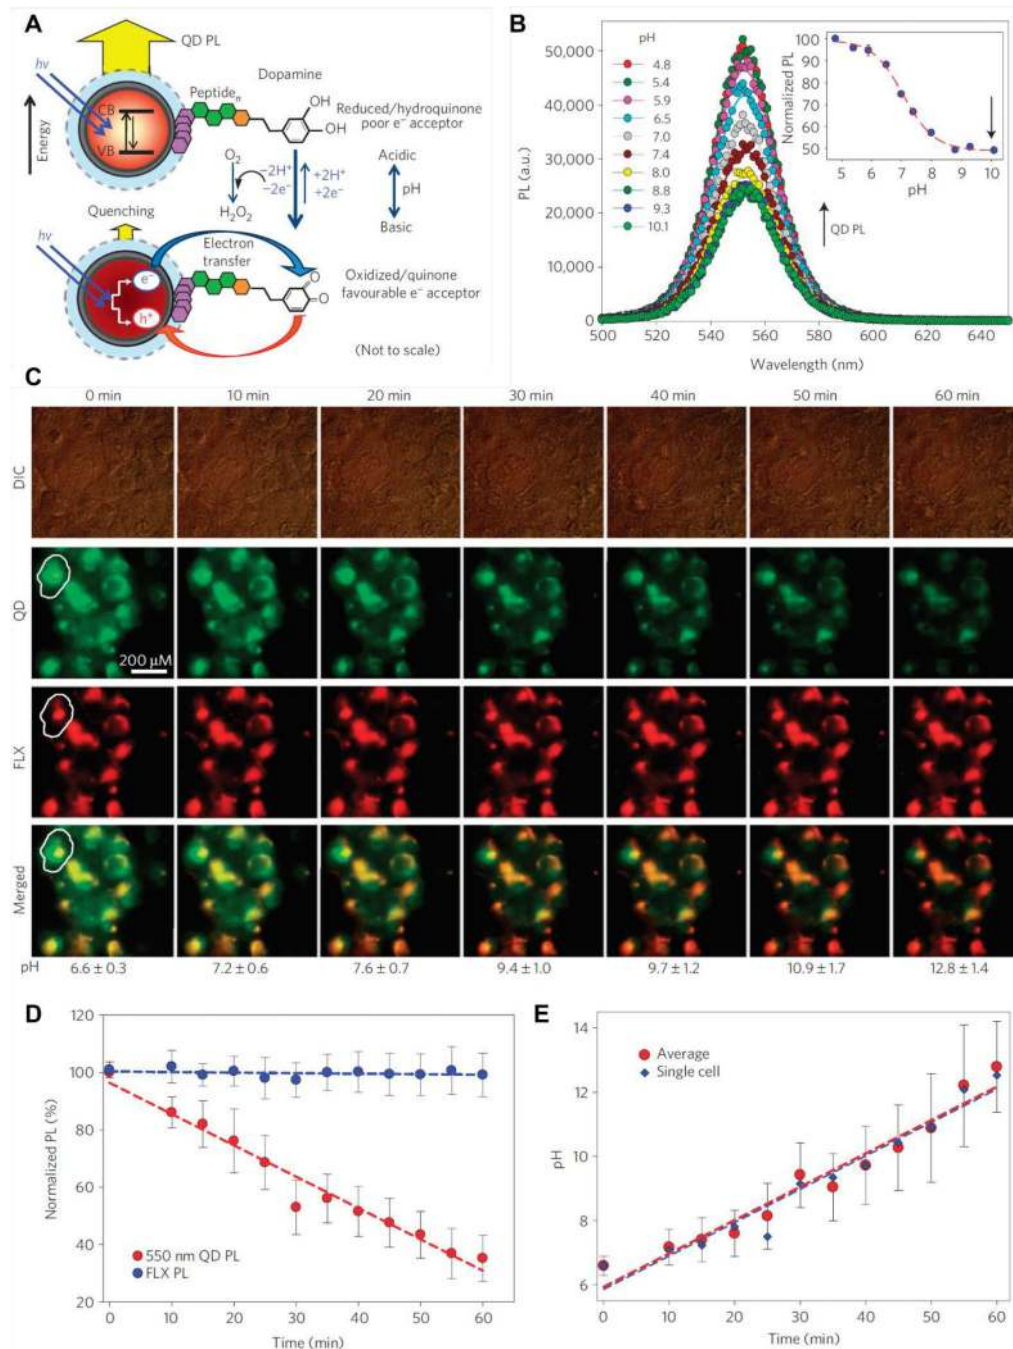 A
QD PL
hν
Energy
CB
VB
Peptideₙ
Dopamine
OH
OH
Reduced/hydroquinone
poor e⁻ acceptor
O₂
−2H⁺
−2e⁻
+2H⁺
+2e⁻
H₂O₂
Acidic
pH
Basic
Quenching
hν
e⁻
h⁺
Electron
transfer
O
O
Oxidized/quinone
favourable e⁻ acceptor
(Not to scale)
B
PL (a.u.)
50,000
40,000
30,000
20,000
10,000
0
500 520 540 560 580 600 620 640
Wavelength (nm)
pH
4.8
5.4
5.9
6.5
7.0
7.4
8.0
8.8
9.3
10.1
QD PL
Normalized PL
100
90
80
70
60
50
5 6 7 8 9 10
pH
C
0 min 10 min 20 min 30 min 40 min 50 min 60 min
DIC
QD
200 μM
FLX
Merged
pH 6.6 ± 0.3 7.2 ± 0.6 7.6 ± 0.7 9.4 ± 1.0 9.7 ± 1.2 10.9 ± 1.7 12.8 ± 1.4
D
Normalized PL (%)
120
100
80
60
40
20
550 nm QD PL
FLX PL
0 10 20 30 40 50 60
Time (min)
E
pH
14
12
10
8
6
Average
Single cell
0 10 20 30 40 50 60
Time (min)